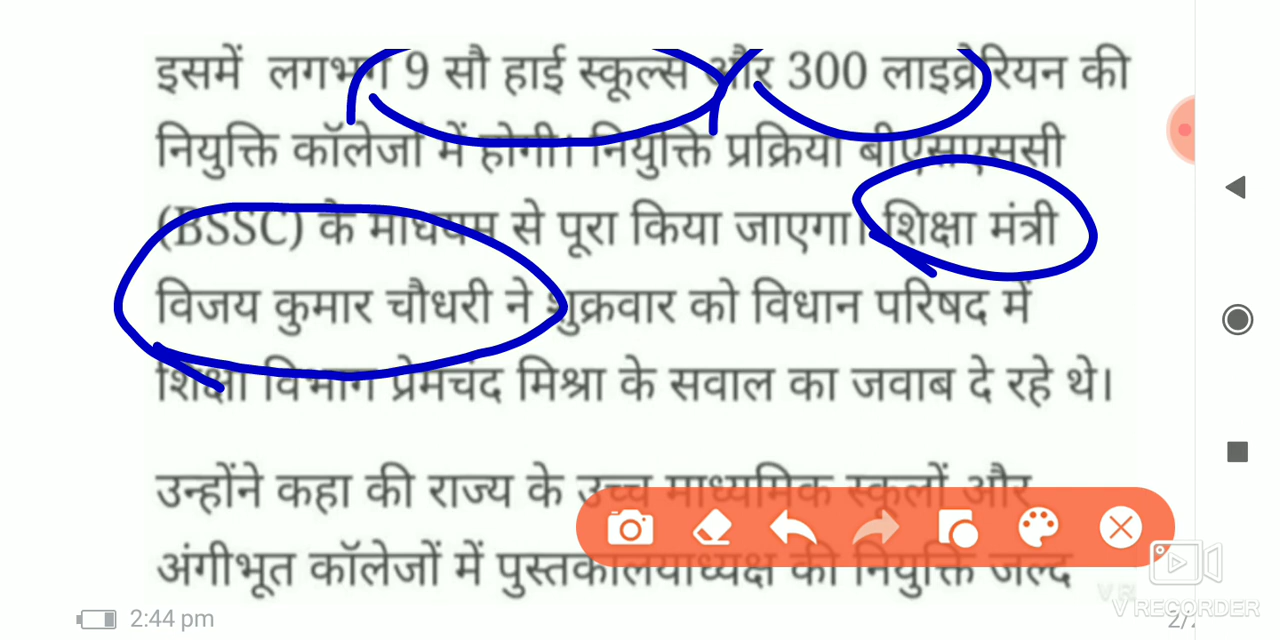 इसमें लगभग 9 सौ हाई स्कूल्स और 300 लाइब्रेरियन की
नियुक्ति कॉलेजों में होगी। नियुक्ति प्रक्रिया बीएसएससी
(BSSC) के माध्यम से पूरा किया जाएगा। शिक्षा मंत्री
विजय कुमार चौधरी ने शुक्रवार को विधान परिषद में
शिक्षा विभाग प्रेमचंद मिश्रा के सवाल का जवाब दे रहे थे।
उन्होंने कहा की राज्य के उच्च माध्यमिक स्कूलों और
अंगीभूत कॉलेजों में पुस्तकालयाध्यक्ष की नियुक्ति जल्द
2:44 pm
V RECORDER